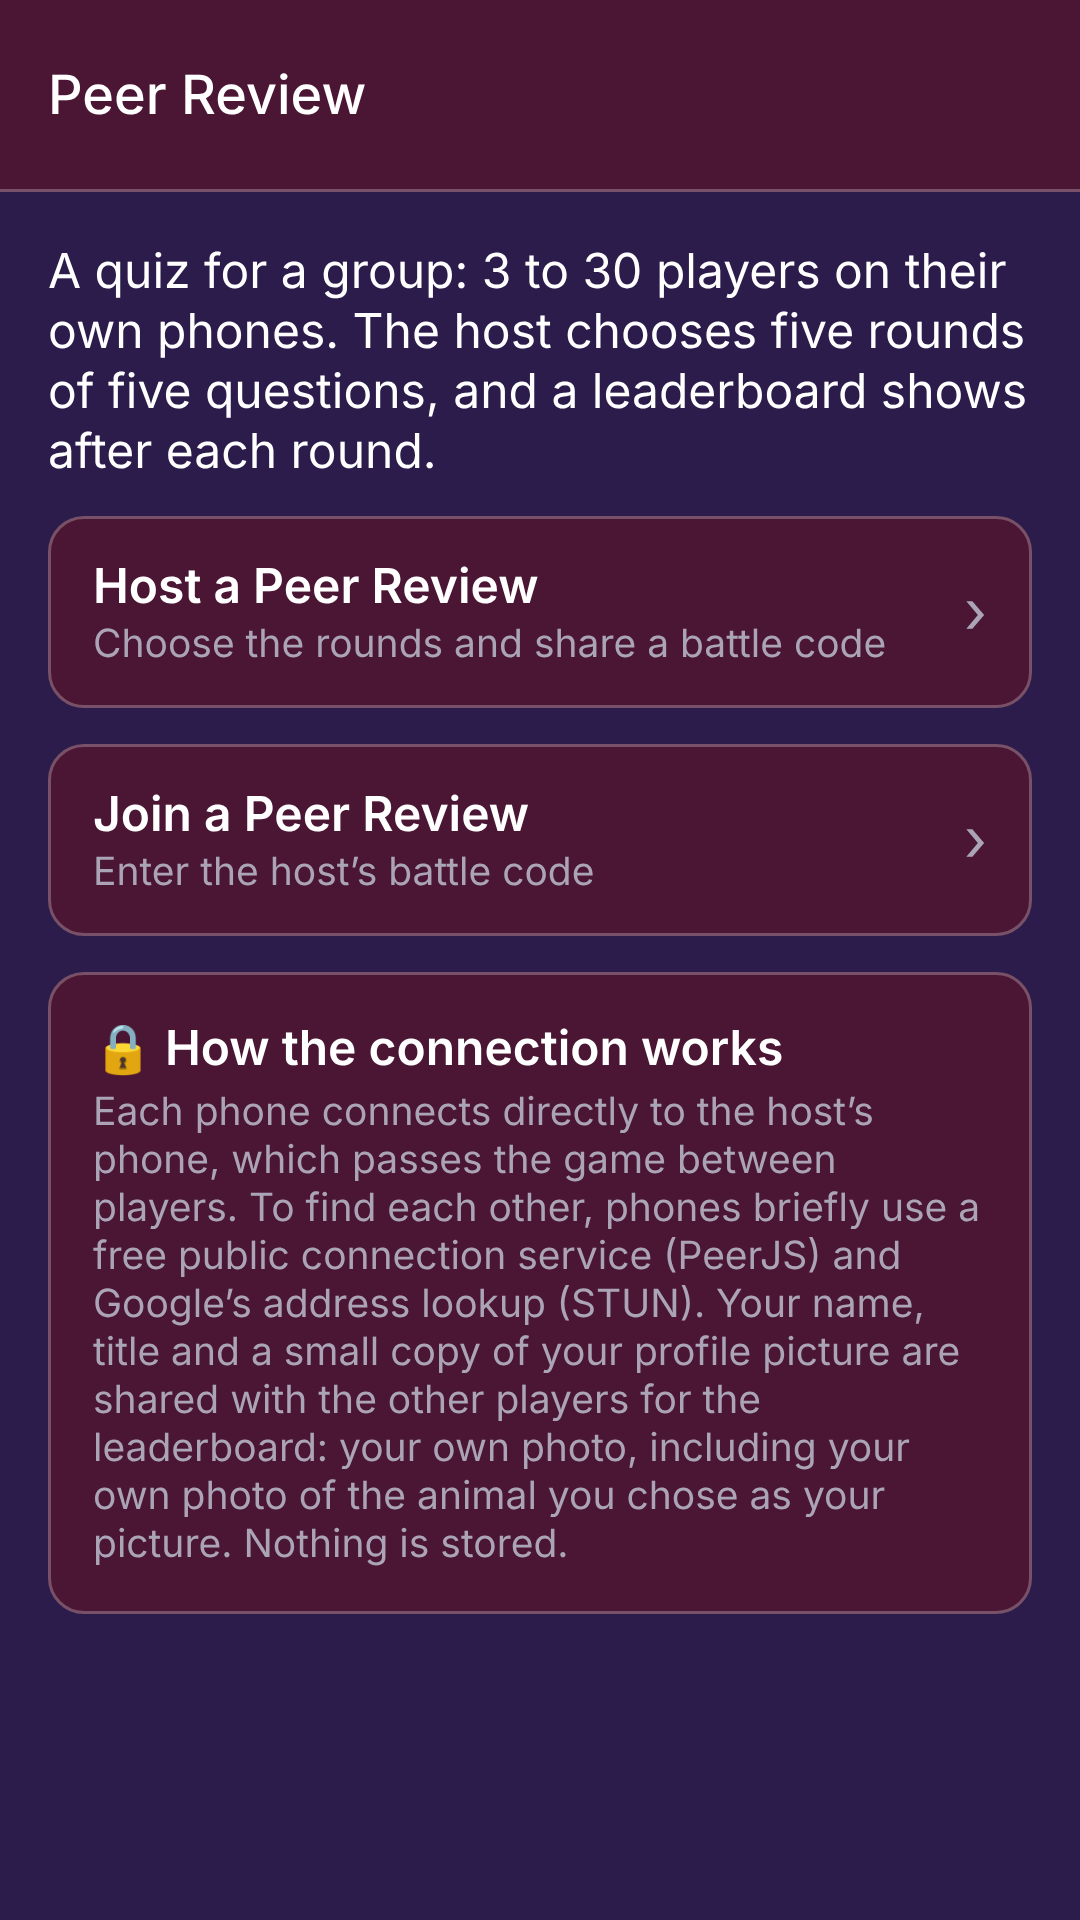 Peer Review
A quiz for a group: 3 to 30 players on their
own phones. The host chooses five rounds
of five questions, and a leaderboard shows
after each round.
Host a Peer Review
Choose the rounds and share a battle code
Join a Peer Review
Enter the host’s battle code
🔒 How the connection works
Each phone connects directly to the host’s
phone, which passes the game between
players. To find each other, phones briefly use a
free public connection service (PeerJS) and
Google’s address lookup (STUN). Your name,
title and a small copy of your profile picture are
shared with the other players for the
leaderboard: your own photo, including your
own photo of the animal you chose as your
picture. Nothing is stored.